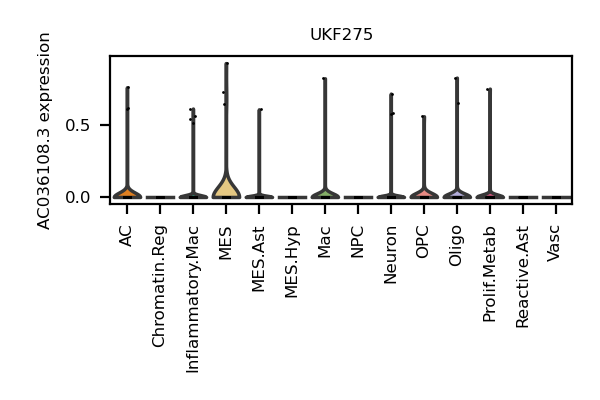 UKF275
AC036108.3 expression
0.5
0.0
AC
Chromatin.Reg
Inflammatory.Mac
MES
MES.Ast
MES.Hyp
Mac
NPC
Neuron
OPC
Oligo
Prolif.Metab
Reactive.Ast
Vasc